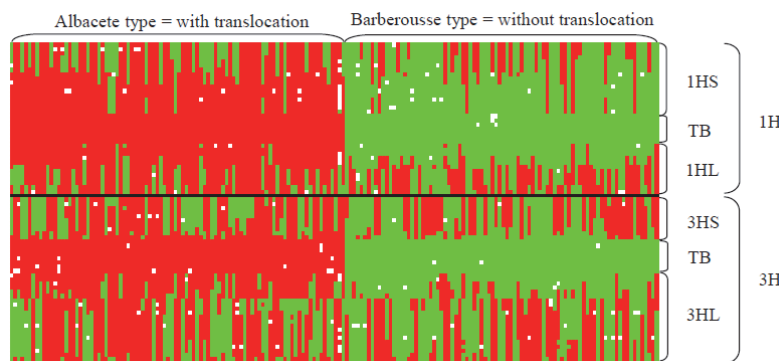 Albacete type = with translocation
Barberousse type = without translocation
1HS
TB
1HL
1H
3HS
TB
3HL
3H